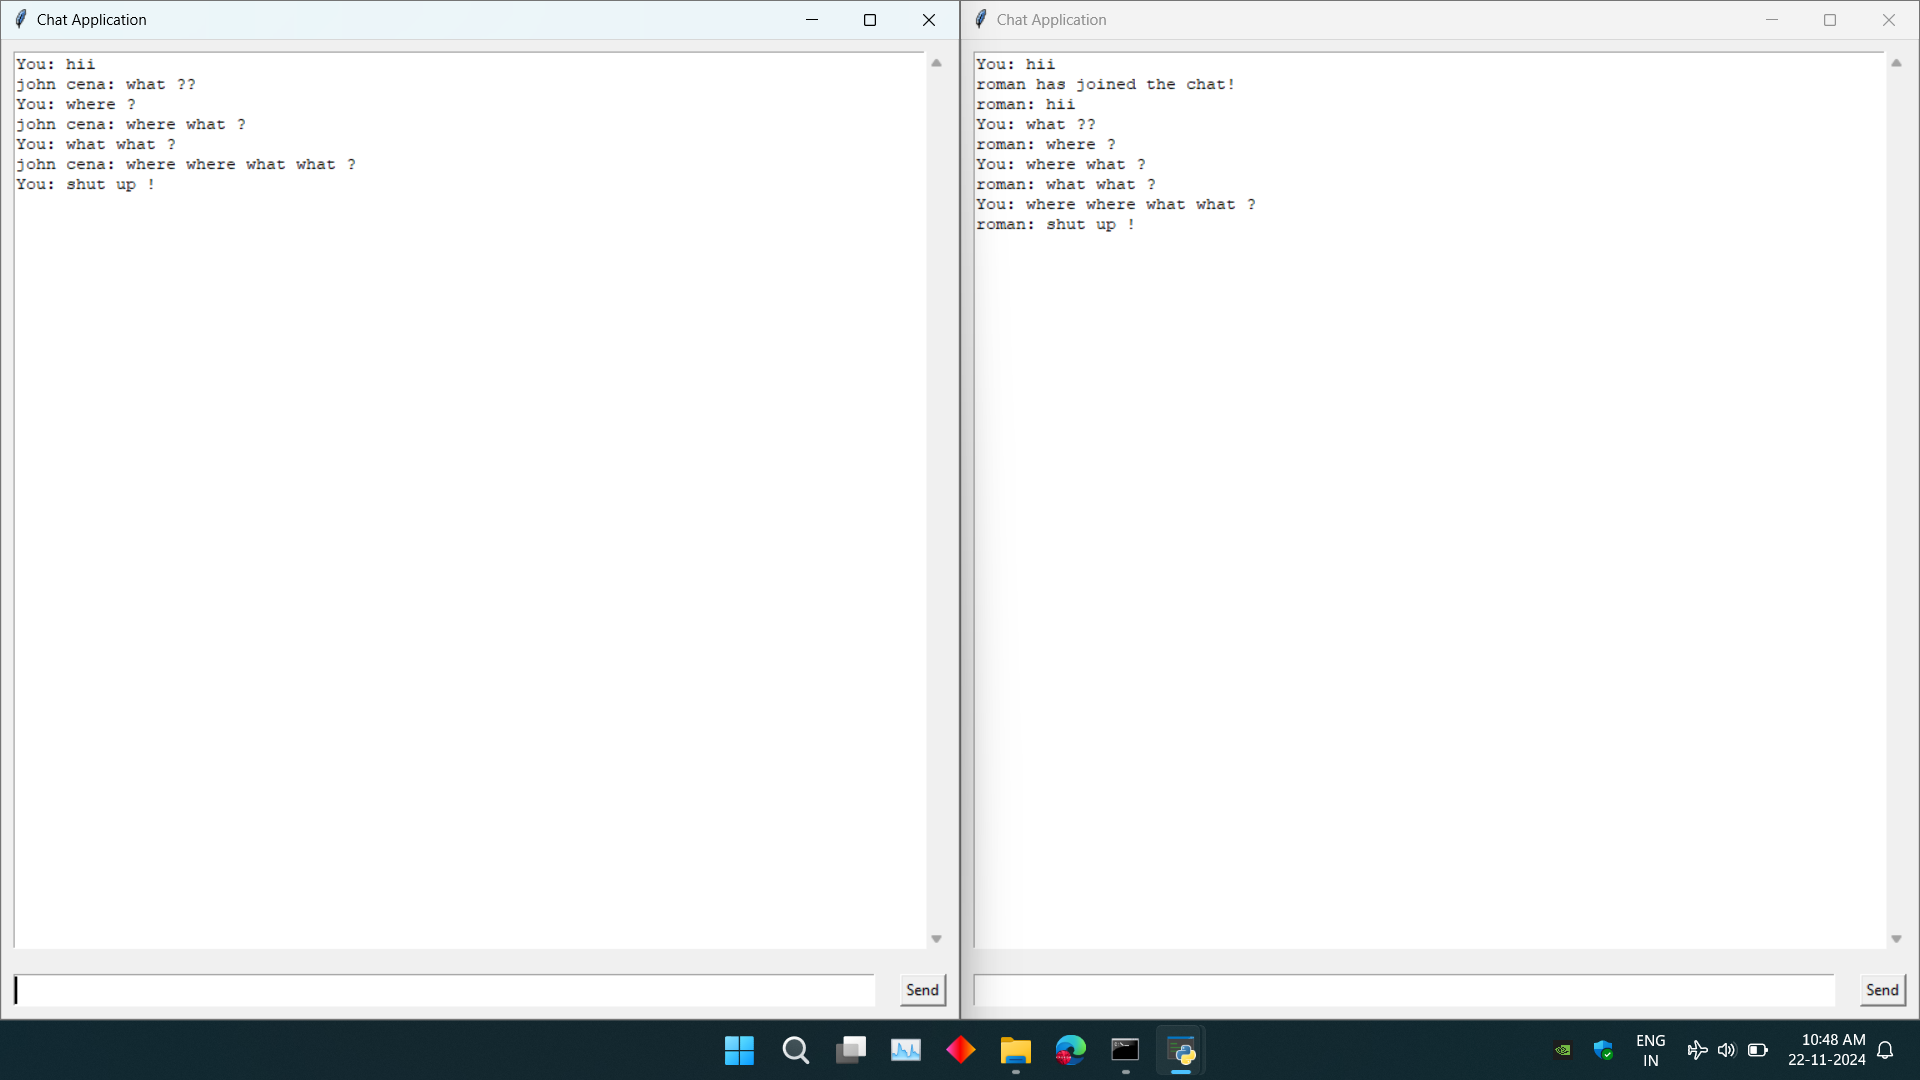 Chat Application
You: hii
john cena: what ??
You: where ?
john cena: where what ?
You: what what ?
john cena: where where what what ?
You: shut up !
Send
Chat Application
You: hii
roman has joined the chat!
roman: hii
You: what ??
roman: where ?
You: where what ?
roman: what what ?
You: where where what what ?
roman: shut up !
Send
ENG
IN
10:48 AM
22-11-2024